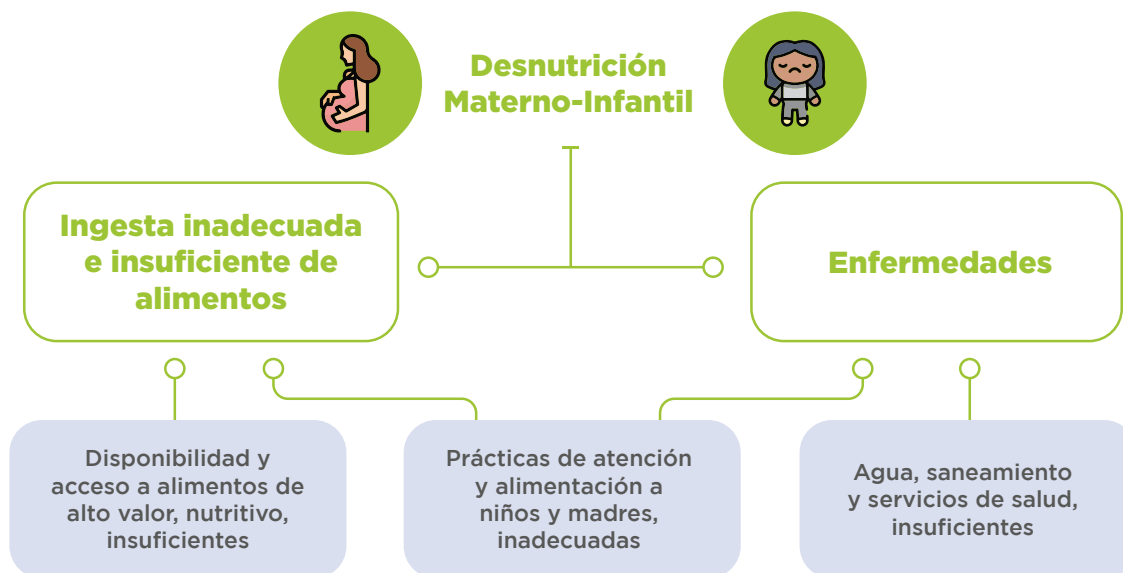 Desnutrición
Materno-Infantil
Ingesta inadecuada
e insuficiente de
alimentos
Enfermedades
Disponibilidad y
acceso a alimentos de
alto valor, nutritivo,
insuficientes
Prácticas de atención
y alimentación a
niños y madres,
inadecuadas
Agua, saneamiento
y servicios de salud,
insuficientes